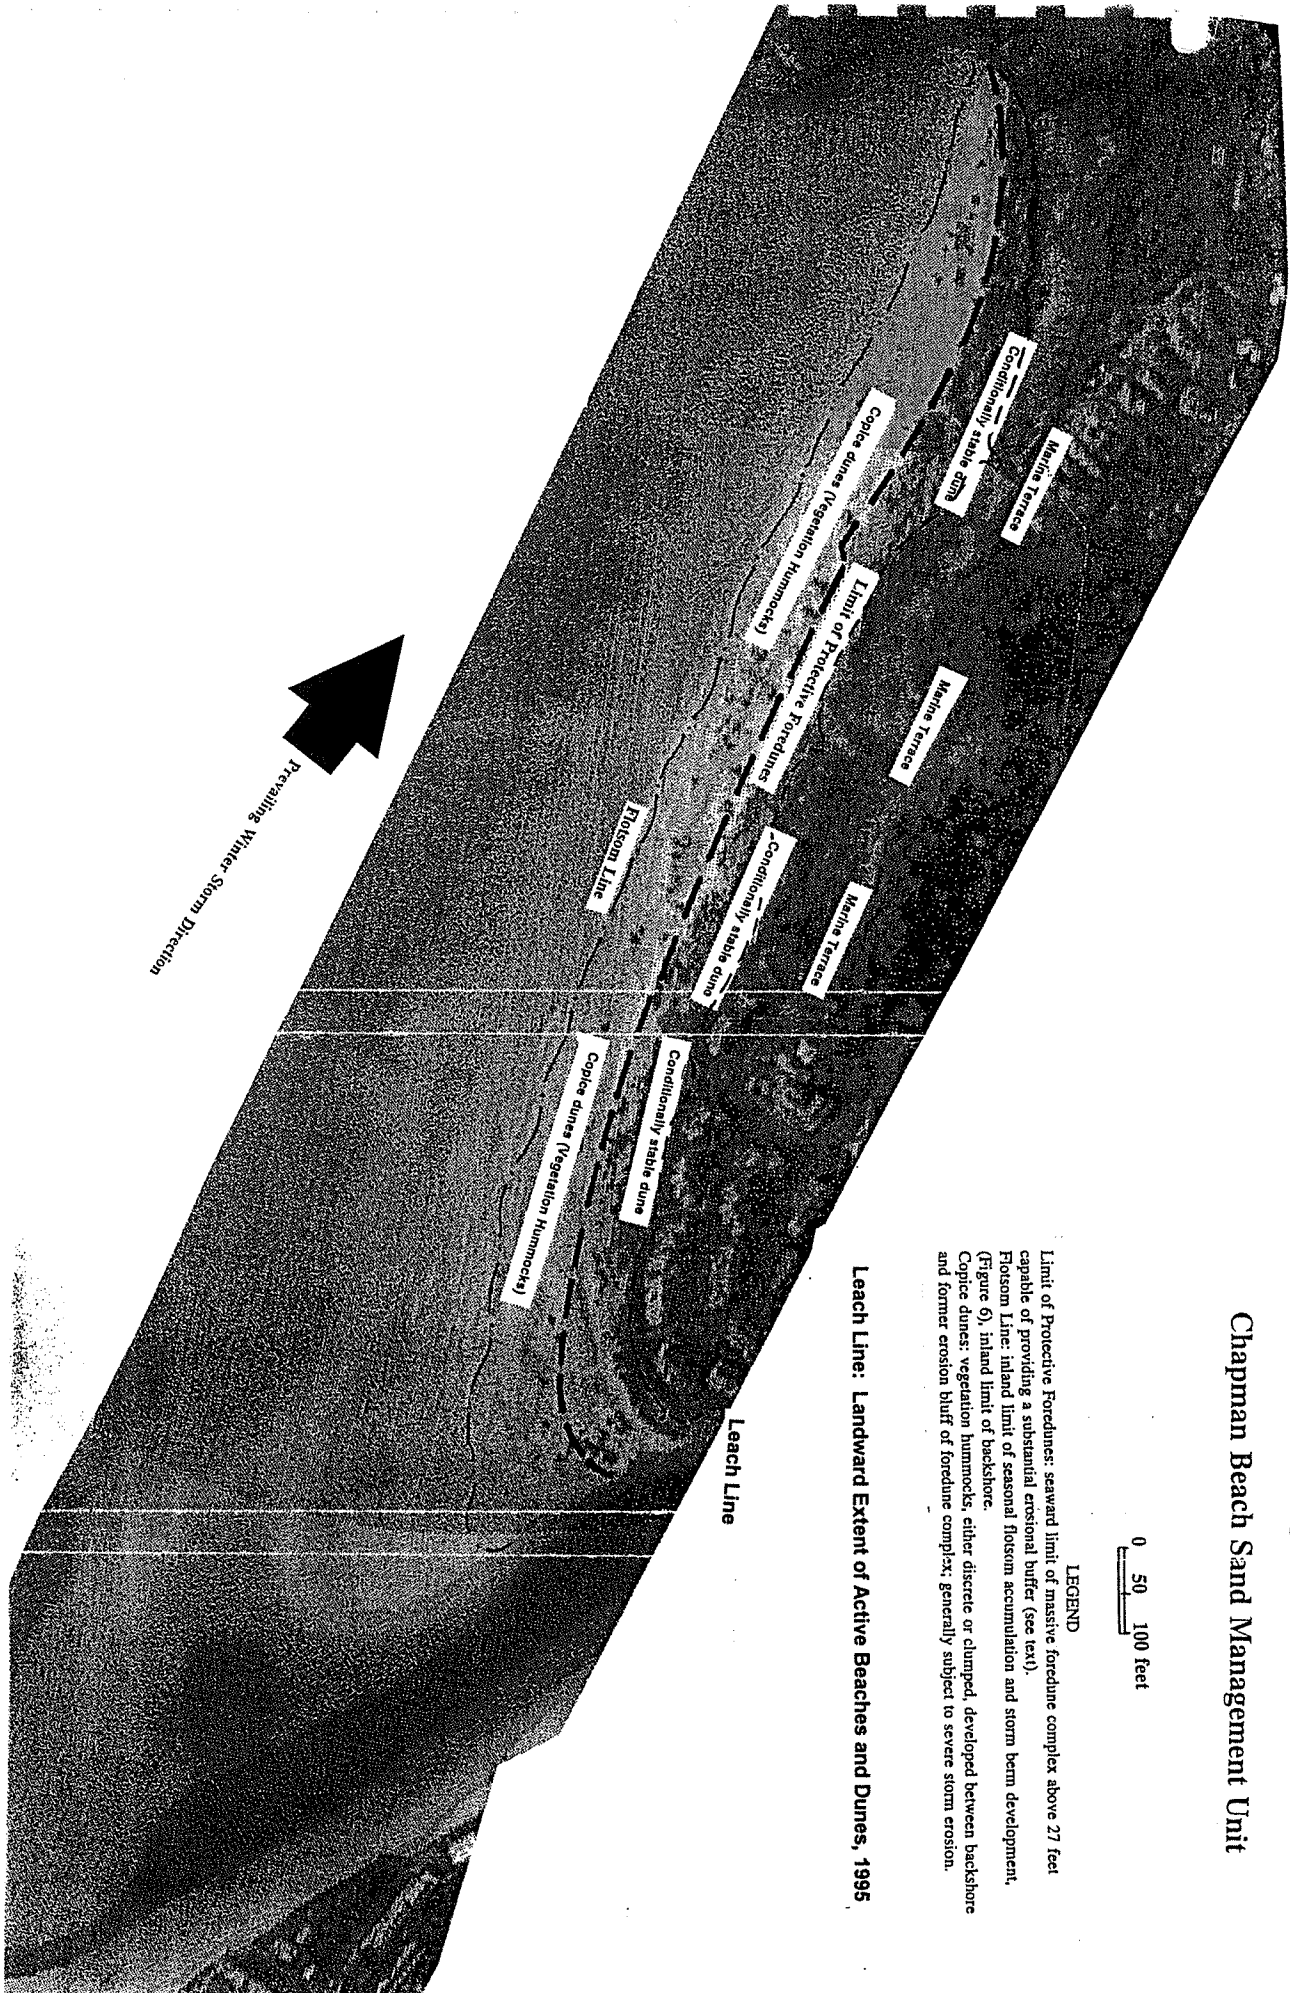 Chapman Beach Sand Management Unit
0 50 100 feet
LEGEND
Limit of Protective Foredunes: seaward limit of massive foredune complex above 27 feet
capable of providing a substantial erosional buffer (see text).
Flotsom Line: inland limit of seasonal flotsom accumulation and storm berm development,
(Figure 6), inland limit of backshore.
Copice dunes: vegetation hummocks, either discrete or clumped, developed between backshore
and former erosion bluff of foredune complex; generally subject to severe storm erosion.
Leach Line: Landward Extent of Active Beaches and Dunes, 1995
Leach Line
Conditionally stable dune
Marine Terrace
Copice dunes (Vegetation Hummocks)
Limit of Protective Foredunes
Marine Terrace
Conditionally stable dune
Marine Terrace
Flotsom Line
Conditionally stable dune
Copice dunes (Vegetation Hummocks)
Prevailing Winter Storm Direction